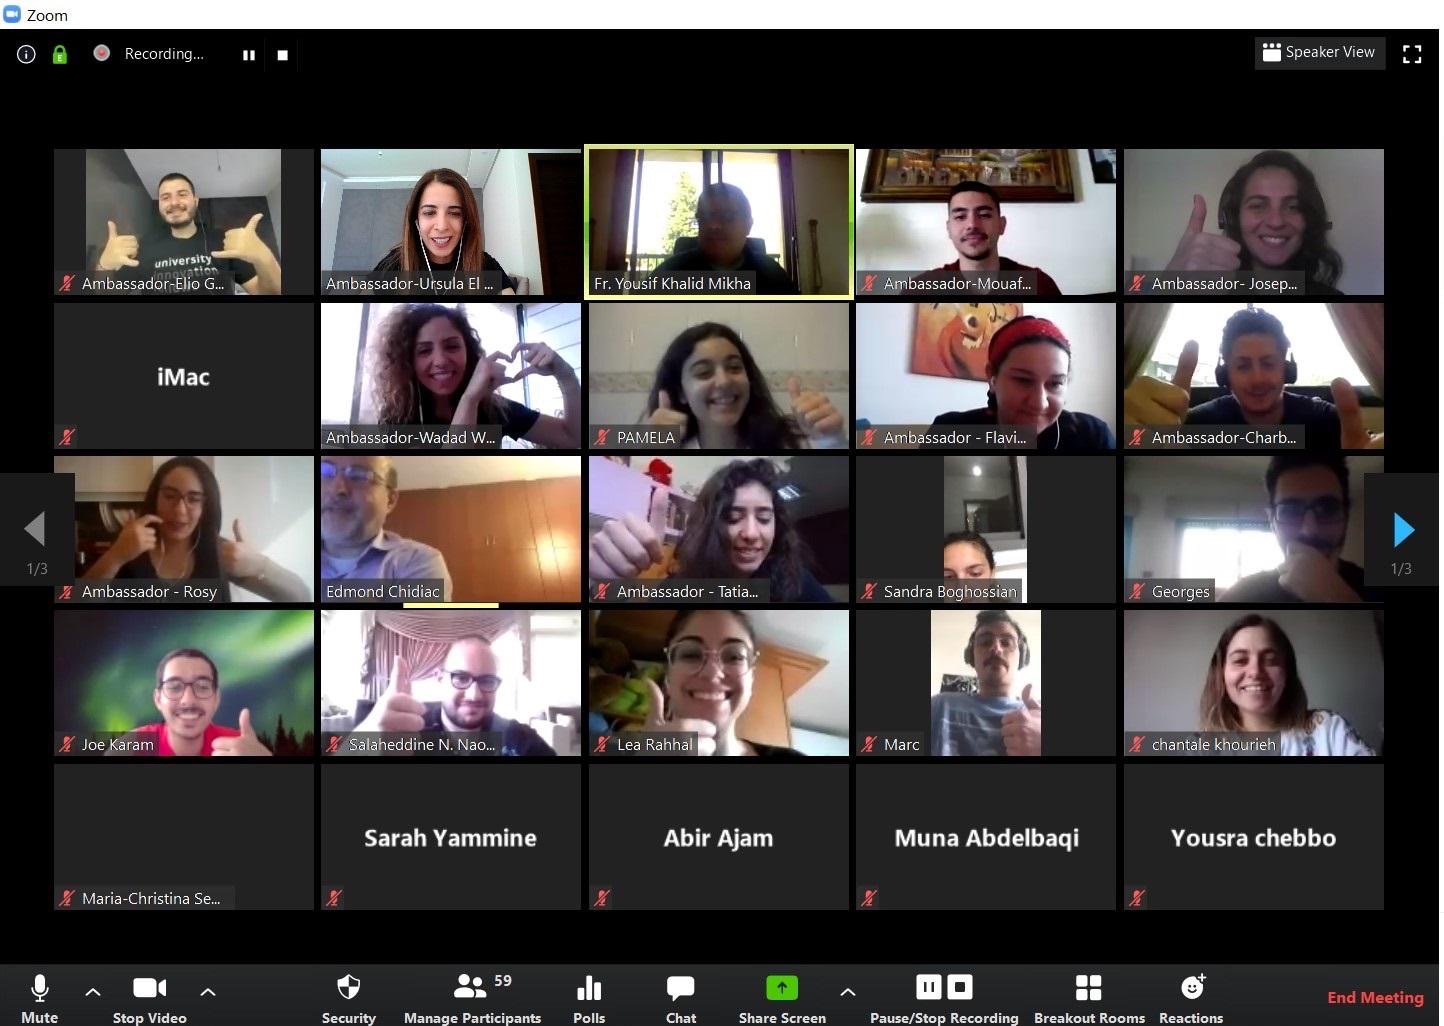 Zoom
Recording...
Speaker View
university
innovation
Ambassador-Elio G...
Ambassador-Ursula El ...
Fr. Yousif Khalid Mikha
Ambassador-Mouaf...
Ambassador- Josep...
iMac
Ambassador-Wadad W...
PAMELA
Ambassador - Flavi...
Ambassador-Charb...
1/3
Ambassador - Rosy
Edmond Chidiac
Ambassador - Tatia...
Sandra Boghossian
Georges
1/3
Joe Karam
Salaheddine N. Nao...
Lea Rahhal
Marc
chantale khourieh
Maria-Christina Se...
Sarah Yammine
Abir Ajam
Muna Abdelbaqi
Yousra chebbo
59
Mute
Stop Video
Security
Manage Participants
Polls
Chat
Share Screen
Pause/Stop Recording
Breakout Rooms
Reactions
End Meeting